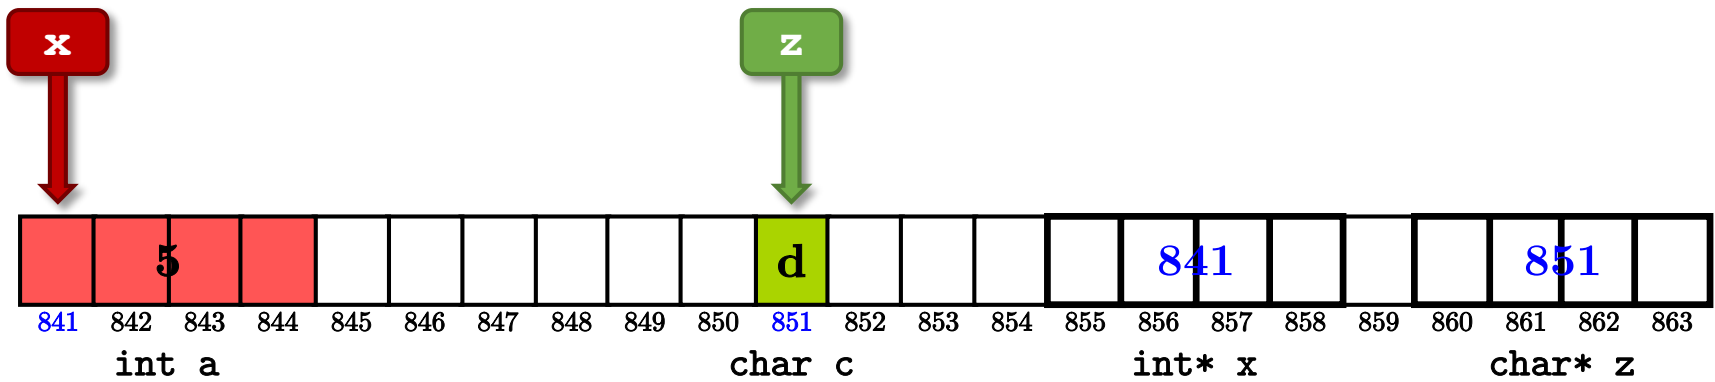 x z
5 d 841 851
841 842 843 844 845 846 847 848 849 850 851 852 853 854 855 856 857 858 859 860 861 862 863
int a char c int* x char* z